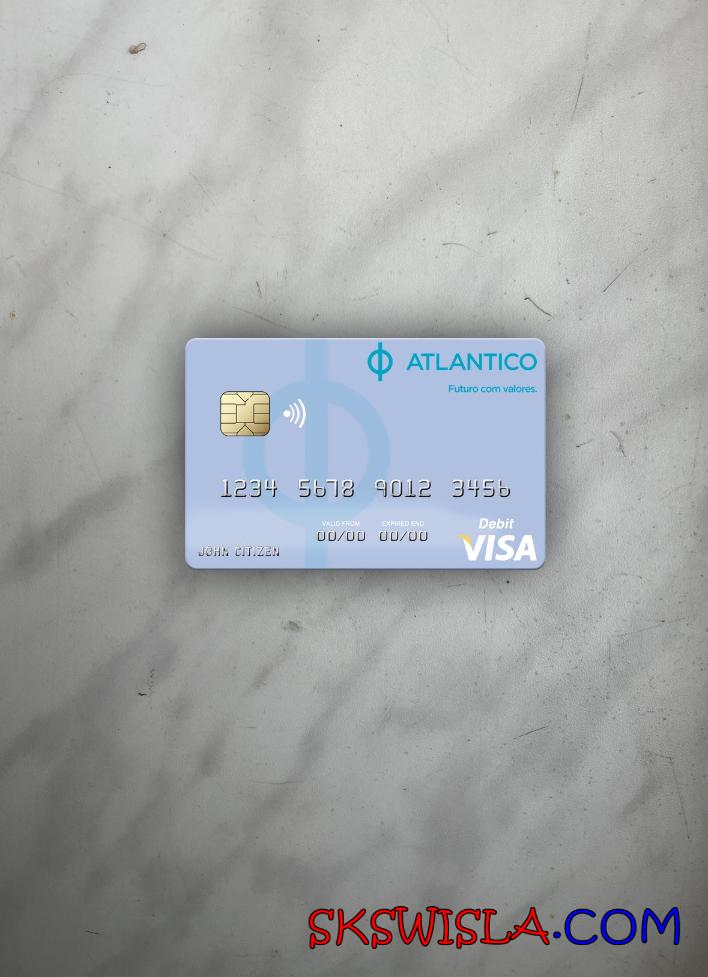 ATLANTICO
Futuro com valores.
1234 5678 9012 3456
VALID FROM EXPIRED END
00/00 00/00
JOHN CITIZEN
Debit
VISA
SKSWISLA.COM